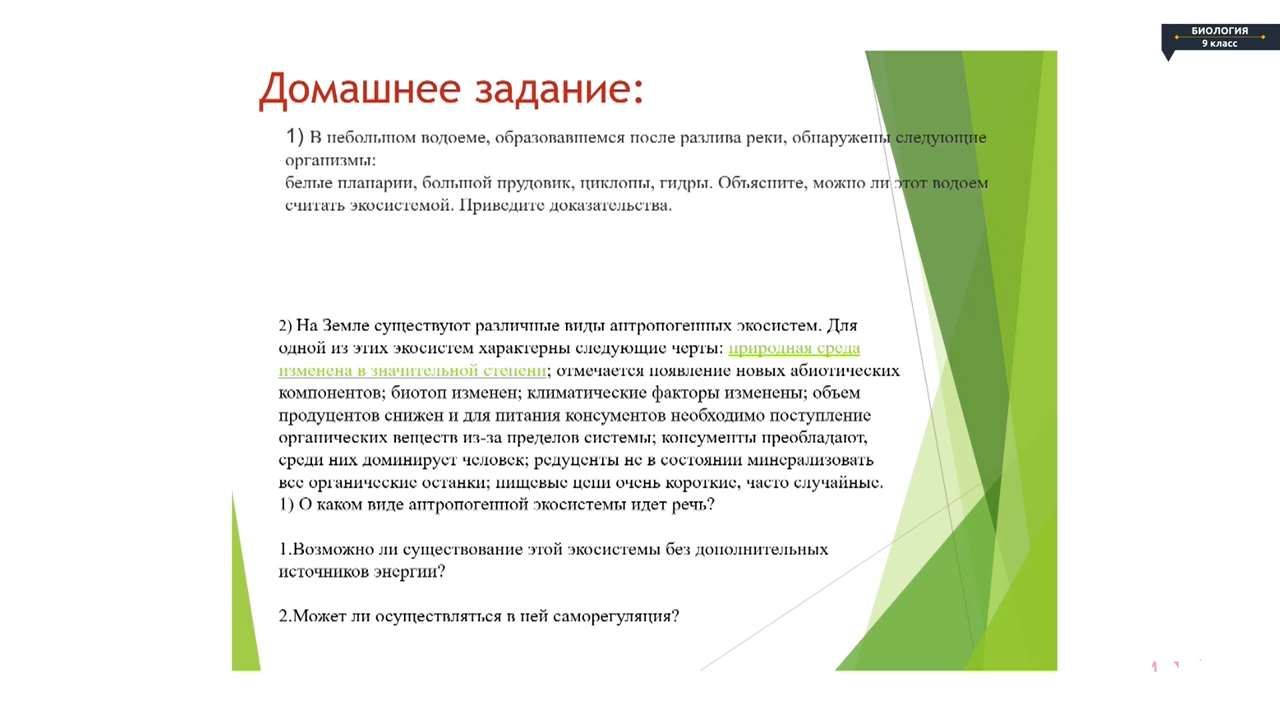 БИОЛОГИЯ
9 класс
Домашнее задание:
1) В небольшом водоеме, образовавшемся после разлива реки, обнаружены следующие
организмы:
белые планарии, большой прудовик, циклопы, гидры. Объясните, можно ли этот водоем
считать экосистемой. Приведите доказательства.
2) На Земле существуют различные виды антропогенных экосистем. Для
одной из этих экосистем характерны следующие черты: природная среда
изменена в значительной степени; отмечается появление новых абиотических
компонентов; биотоп изменен; климатические факторы изменены; объем
продуцентов снижен и для питания консументов необходимо поступление
органических веществ из-за пределов системы; консументы преобладают,
среди них доминирует человек; редуценты не в состоянии минерализовать
все органические останки; пищевые цепи очень короткие, часто случайные.
1) О каком виде антропогенной экосистемы идет речь?
1.Возможно ли существование этой экосистемы без дополнительных
источников энергии?
2.Может ли осуществляться в ней саморегуляция?